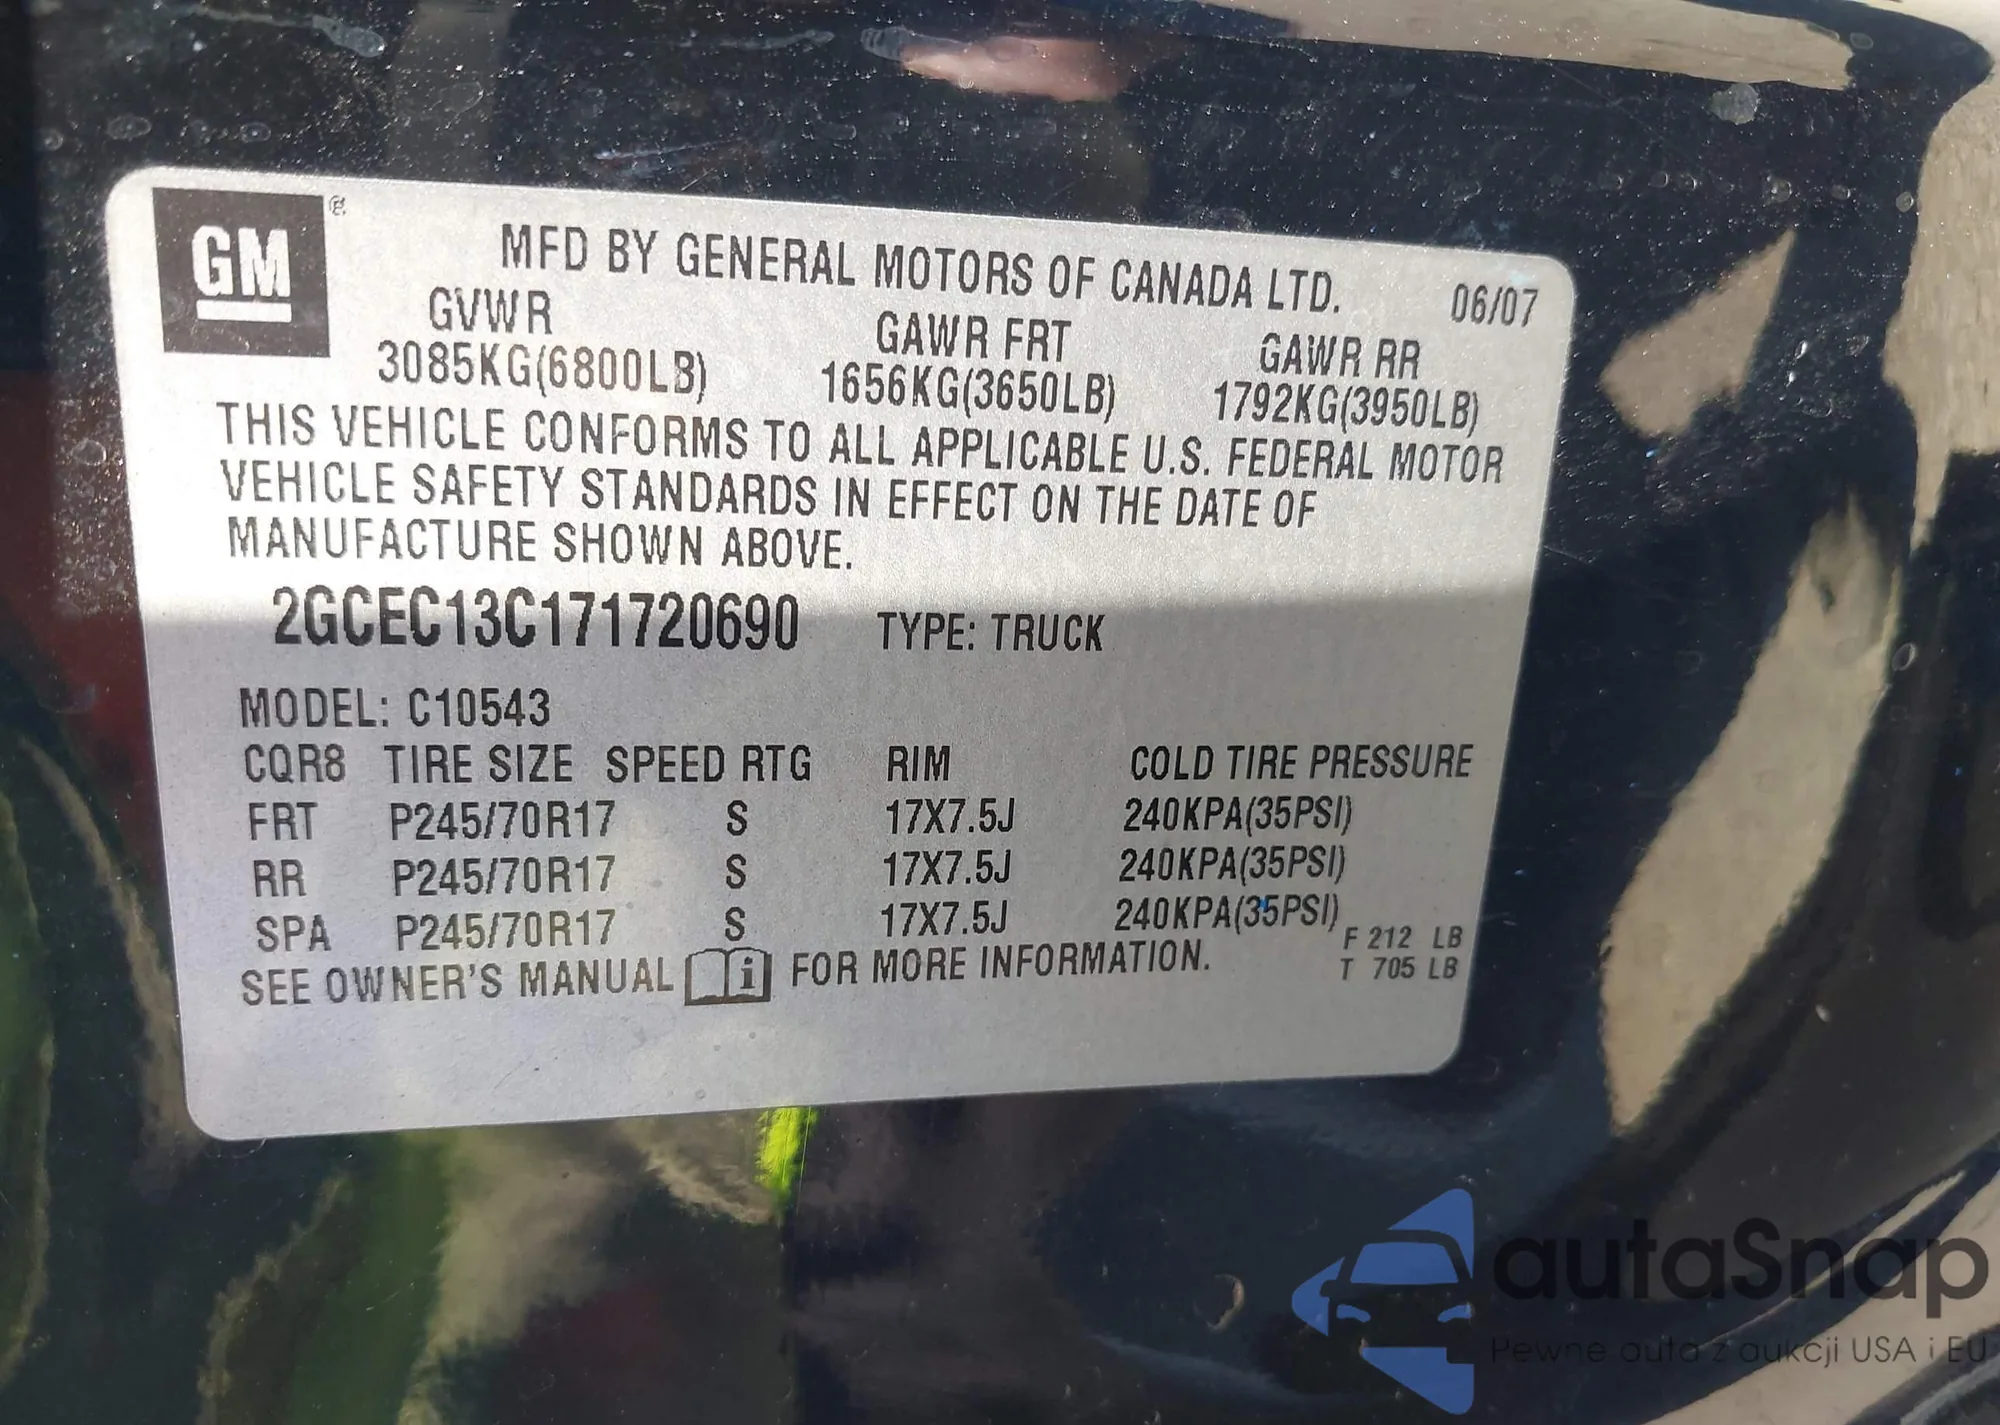 GM ®
MFD BY GENERAL MOTORS OF CANADA LTD.
06/07
GVWR GAWR FRT GAWR RR
3085KG(6800LB) 1656KG(3650LB) 1792KG(3950LB)
THIS VEHICLE CONFORMS TO ALL APPLICABLE U.S. FEDERAL MOTOR
VEHICLE SAFETY STANDARDS IN EFFECT ON THE DATE OF
MANUFACTURE SHOWN ABOVE.
2GCEC13C171720690 TYPE: TRUCK
MODEL: C10543
CQR8 TIRE SIZE SPEED RTG RIM COLD TIRE PRESSURE
FRT P245/70R17 S 17X7.5J 240KPA(35PSI)
RR P245/70R17 S 17X7.5J 240KPA(35PSI)
SPA P245/70R17 S 17X7.5J 240KPA(35PSI)
F 212 LB
T 705 LB
SEE OWNER'S MANUAL i FOR MORE INFORMATION.
autaSnap
Pewne auta z aukcji USA i EU